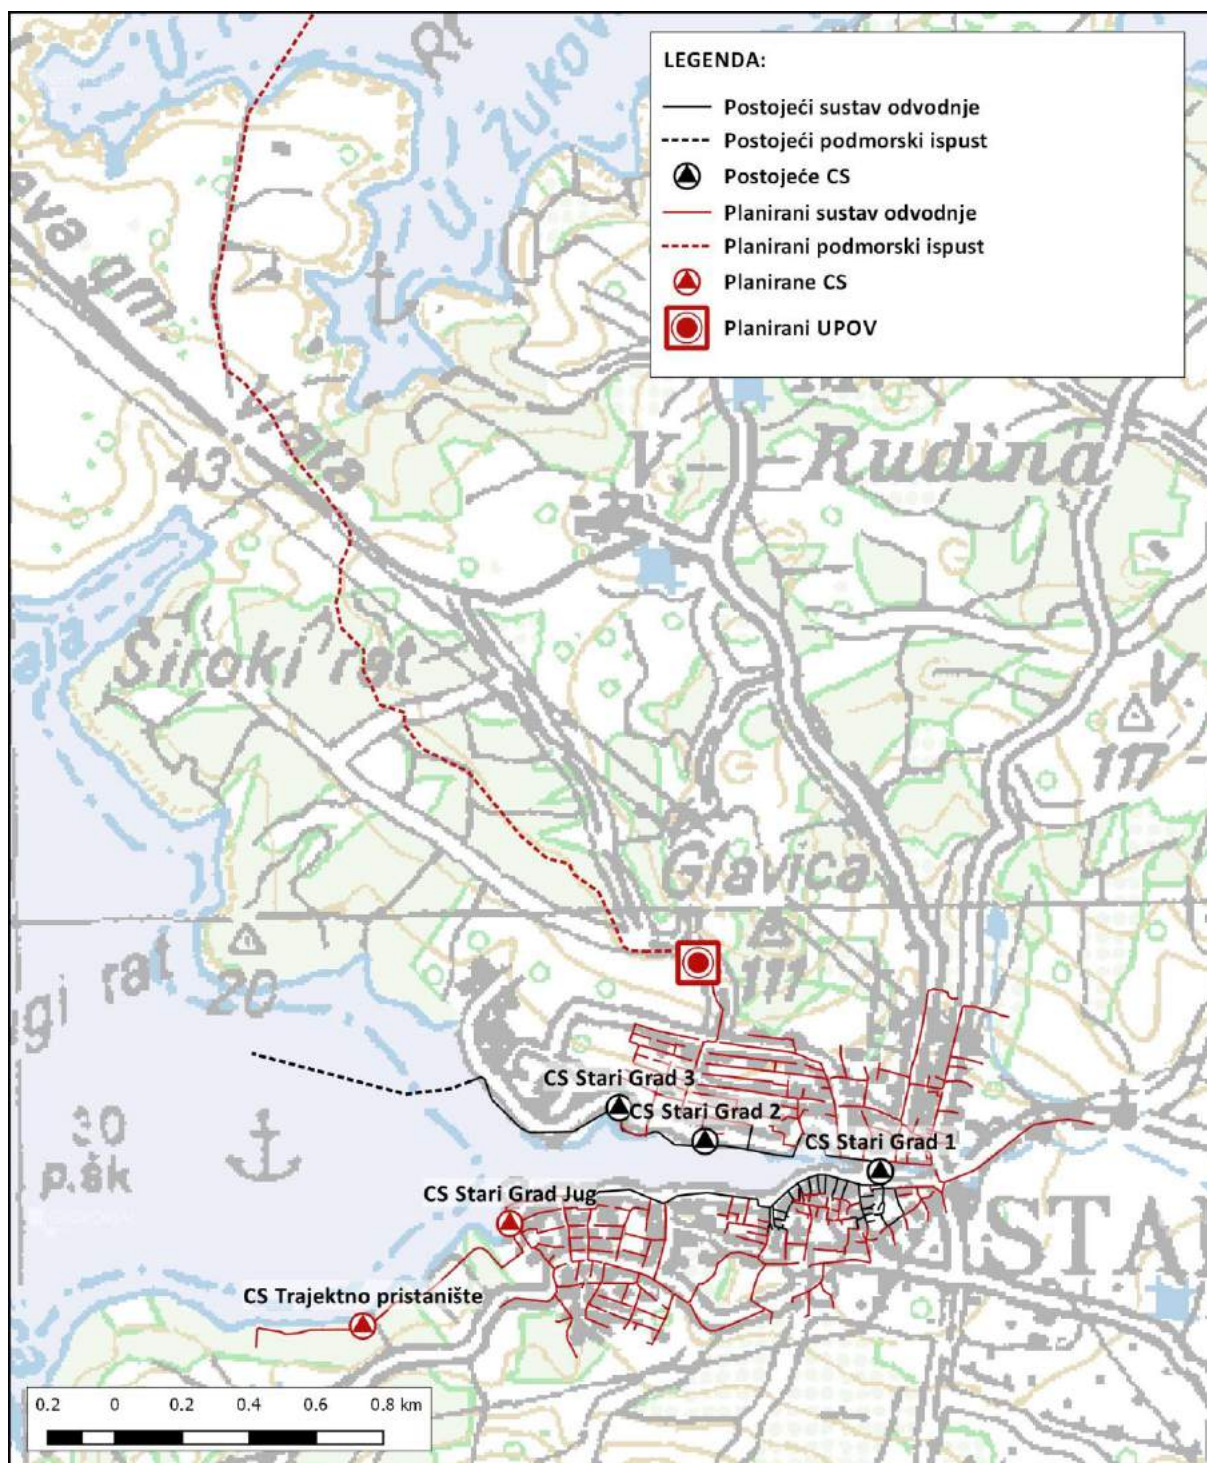 Žukova
LEGENDA:
Postojeći sustav odvodnje
Postojeći podmorski ispust
Postojeće CS
Planirani sustav odvodnje
Planirani podmorski ispust
Planirane CS
Planirani UPOV
V Rudina
43
Široki rat
117
Glavica
rat
20
111
CS Stari Grad 3
CS Stari Grad 2
30
p.šk
CS Stari Grad 1
CS Stari Grad Jug
STA
CS Trajektno pristanište
0.2 0 0.2 0.4 0.6 0.8 km